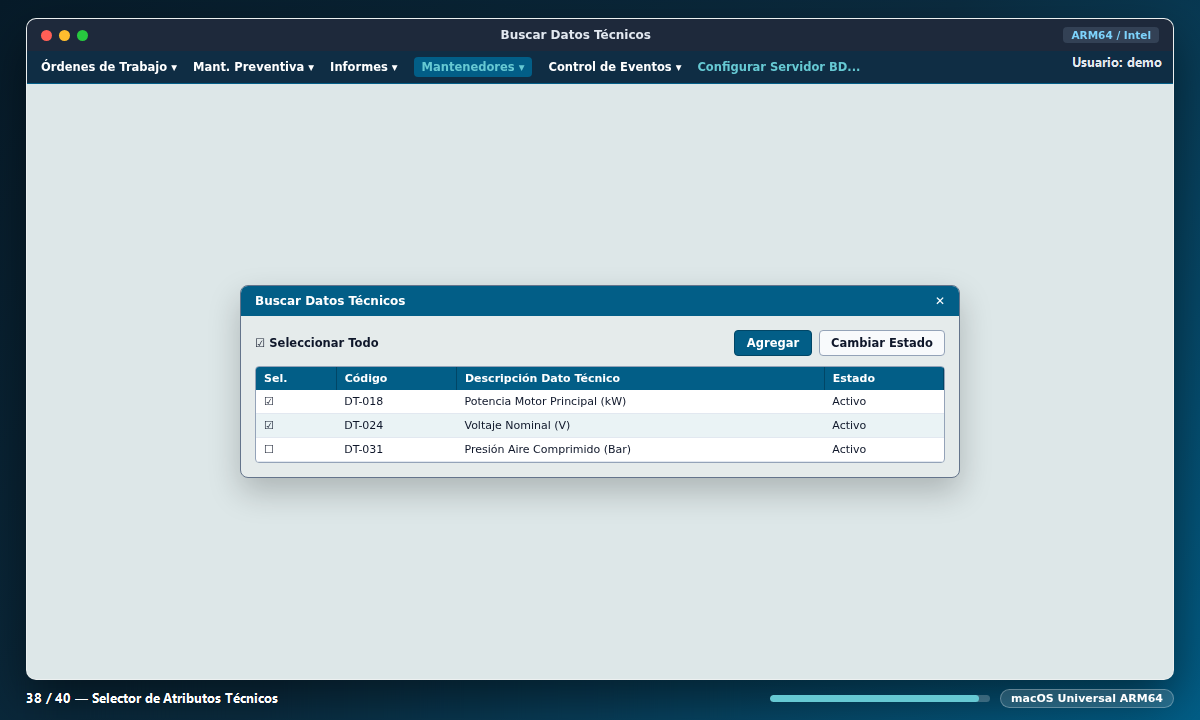 Buscar Datos Técnicos
ARM64 / Intel
Órdenes de Trabajo ▾ Mant. Preventiva ▾ Informes ▾ Mantenedores ▾ Control de Eventos ▾ Configurar Servidor BD... Usuario: demo
Buscar Datos Técnicos ✕
☑ Seleccionar Todo Agregar Cambiar Estado
Sel. Código Descripción Dato Técnico Estado
☑ DT-018 Potencia Motor Principal (kW) Activo
☑ DT-024 Voltaje Nominal (V) Activo
☐ DT-031 Presión Aire Comprimido (Bar) Activo
38 / 40 — Selector de Atributos Técnicos macOS Universal ARM64